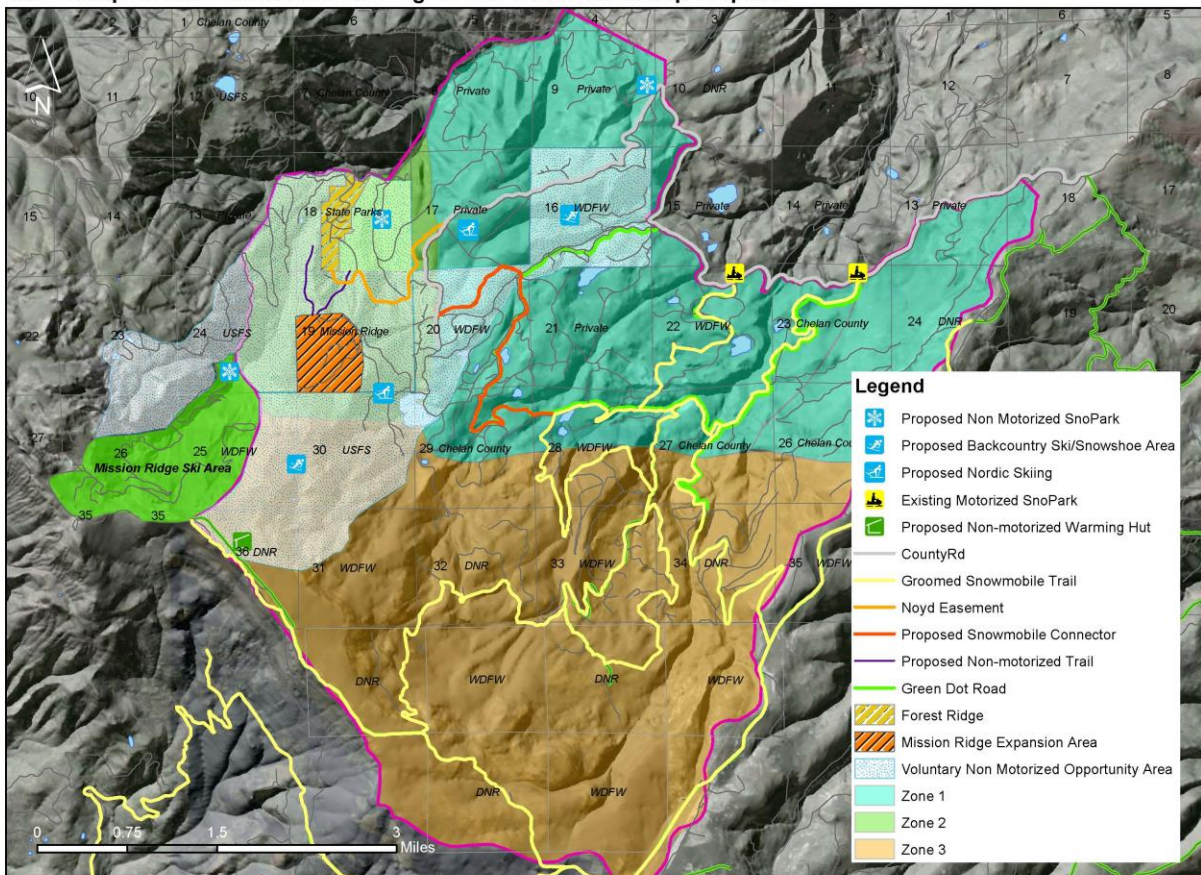 1
Chelan County
6
5
4
3
2
1
6
5
10
11
12
USFS
7
Chelan County
8
Private
9
Private
10
DNR
11
12
7
8
N
15
14
13
Private
18
State Parks
17
Private
16
WDFW
15
Private
14
Private
13
Private
18
17
22
23
24
USFS
19
Mission Ridge
20
WDFW
21
Private
22
WDFW
23
Chelan County
24
DNR
19
20
27
26
25
WDFW
30
USFS
29
Chelan County
28
WDFW
27
Chelan County
26
Mission Ridge Ski Area
35
35
36
DNR
31
WDFW
32
DNR
33
WDFW
34
DNR
35
WDFW
DNR
WDFW
DNR
WDFW
DNR
WDFW
0
0.75
1.5
3
Miles
Legend
Proposed Non Motorized SnoPark
Proposed Backcountry Ski/Snowshoe Area
Proposed Nordic Skiing
Existing Motorized SnoPark
Proposed Non-motorized Warming Hut
CountyRd
Groomed Snowmobile Trail
Noyd Easement
Proposed Snowmobile Connector
Proposed Non-motorized Trail
Green Dot Road
Forest Ridge
Mission Ridge Expansion Area
Voluntary Non Motorized Opportunity Area
Zone 1
Zone 2
Zone 3